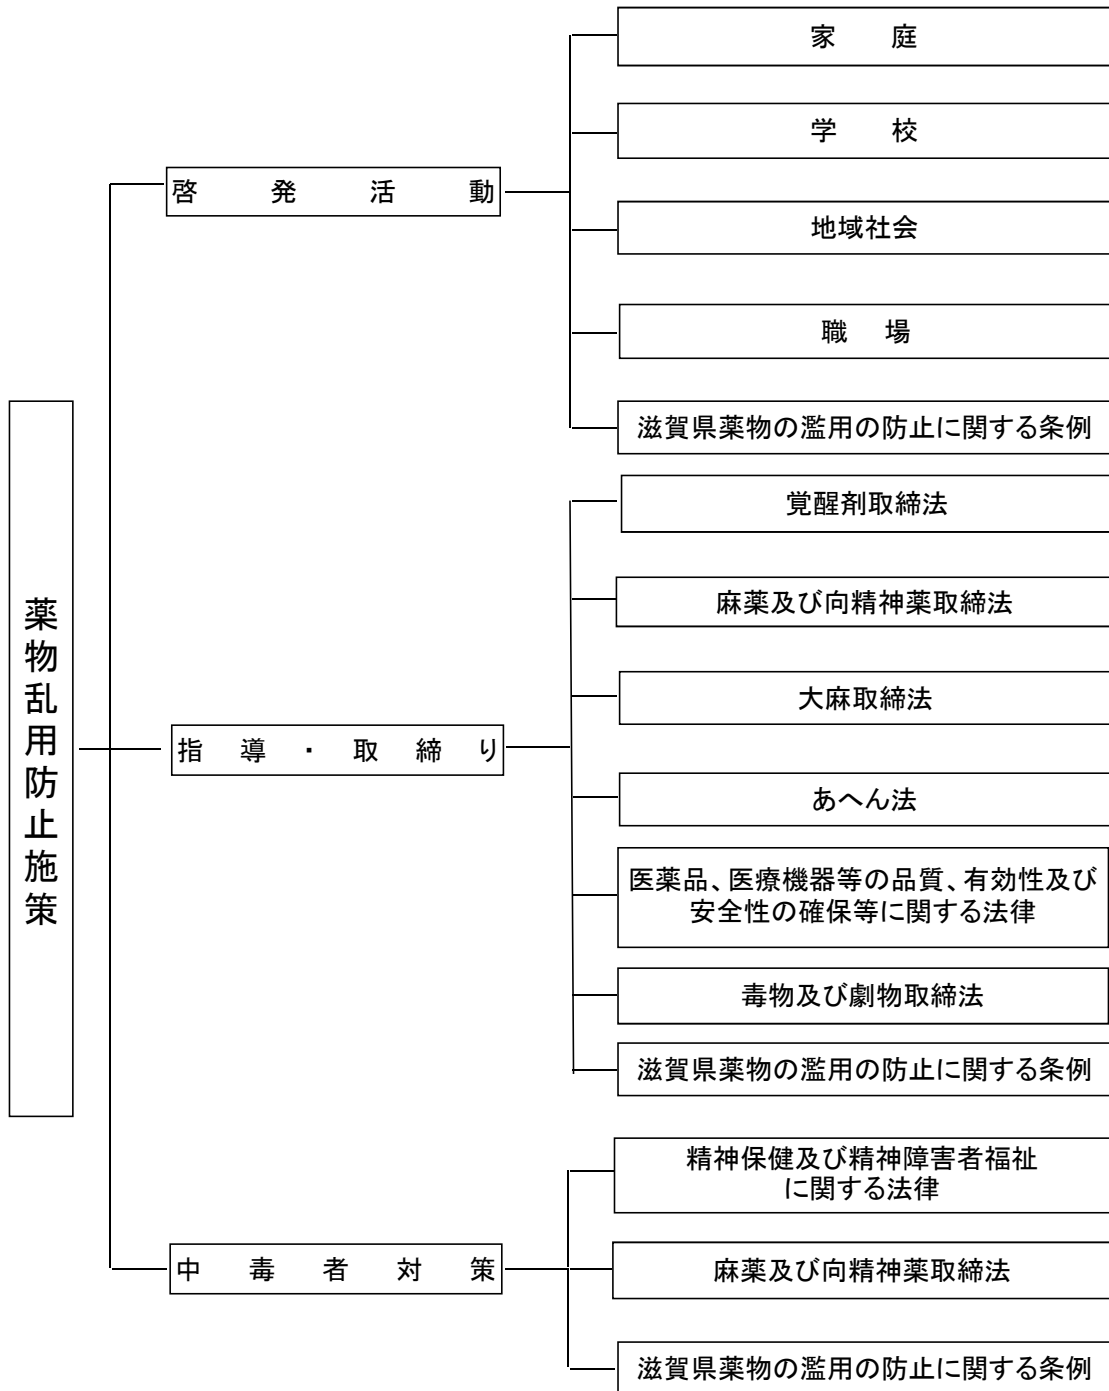 薬物乱用防止施策
啓発活動
家庭
学校
地域社会
職場
滋賀県薬物の濫用の防止に関する条例
指導・取締り
覚醒剤取締法
麻薬及び向精神薬取締法
大麻取締法
あへん法
医薬品、医療機器等の品質、有効性及び
安全性の確保等に関する法律
毒物及び劇物取締法
滋賀県薬物の濫用の防止に関する条例
中毒者対策
精神保健及び精神障害者福祉
に関する法律
麻薬及び向精神薬取締法
滋賀県薬物の濫用の防止に関する条例